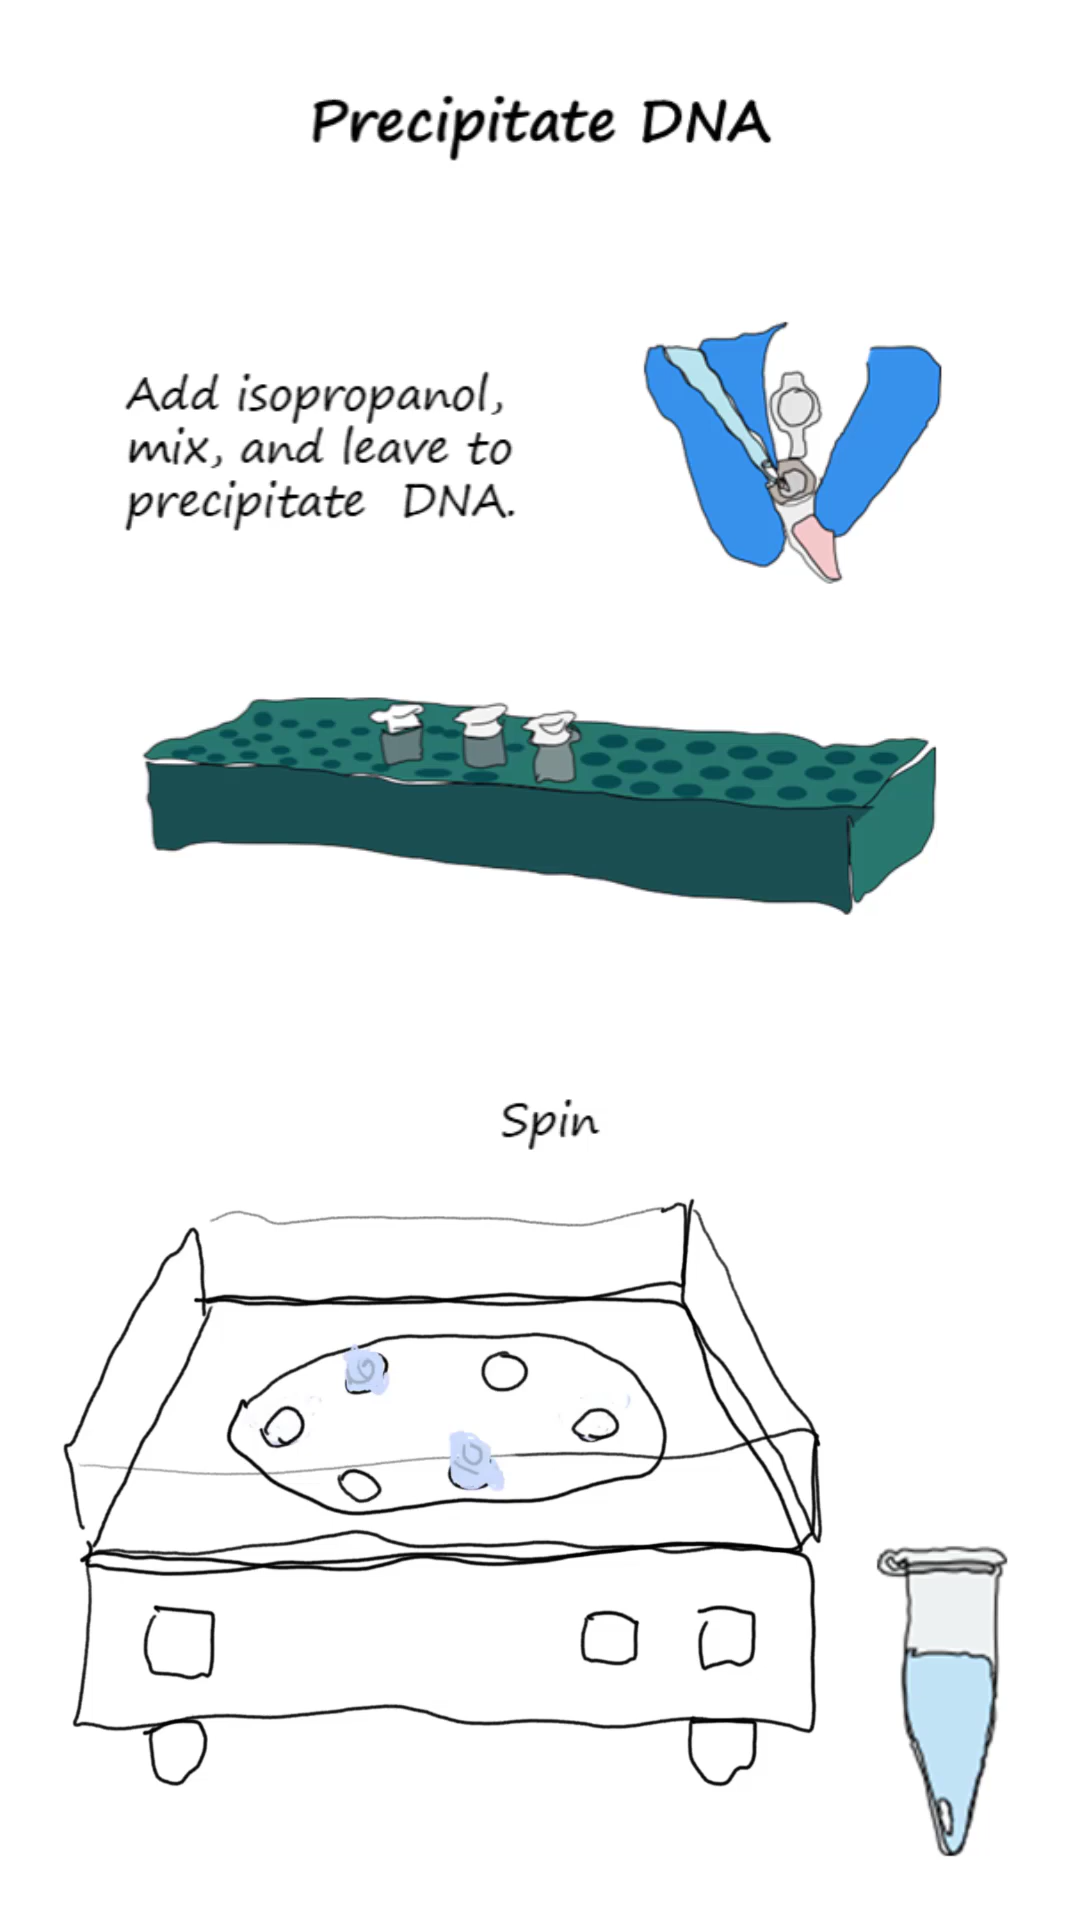 Precipitate DNA
Add isopropanol,
mix, and leave to
precipitate DNA.
Spin